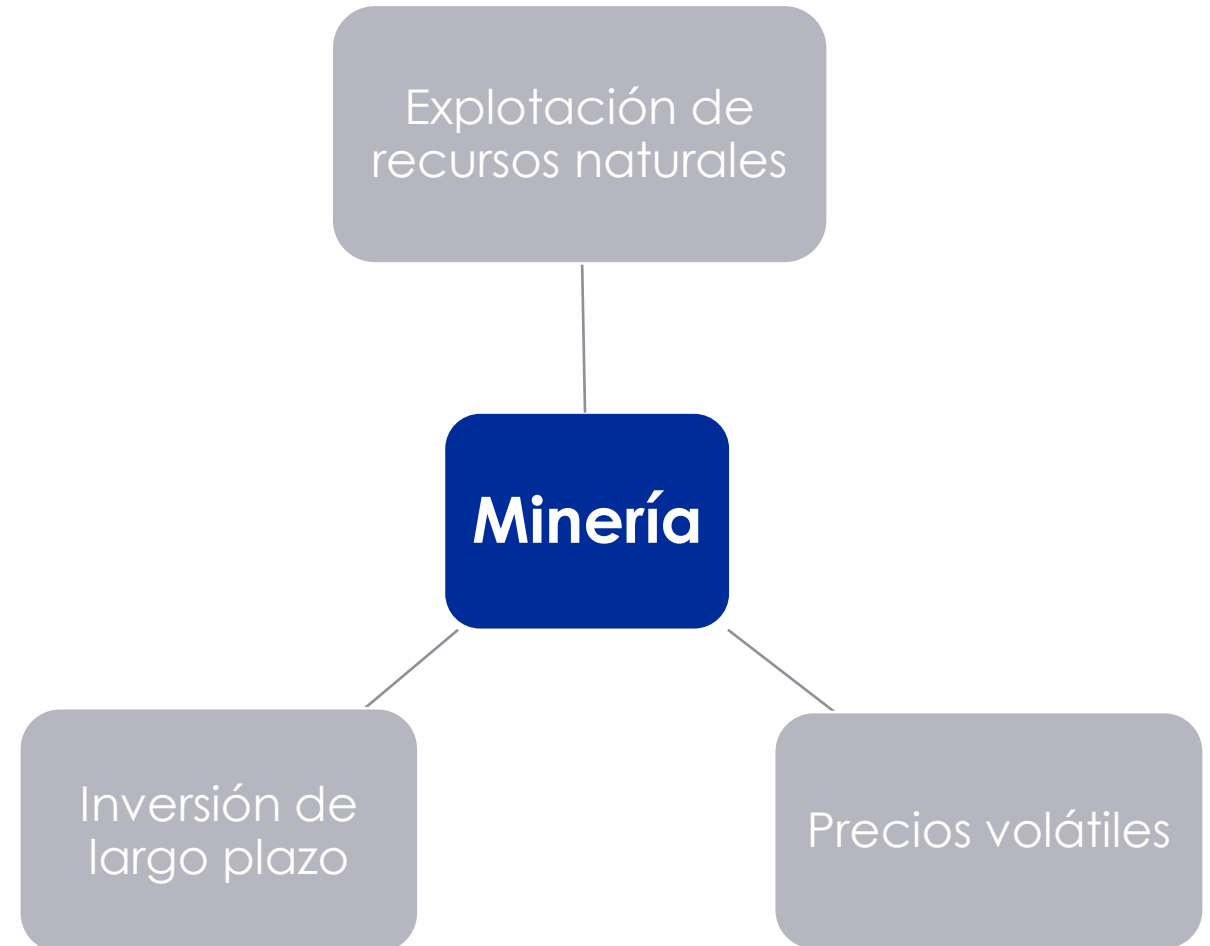 Explotación de
recursos naturales
Minería
Inversión de
largo plazo
Precios volátiles